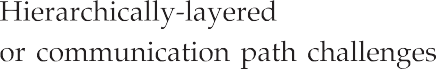 Hierarchically-layered
or communication path challenges